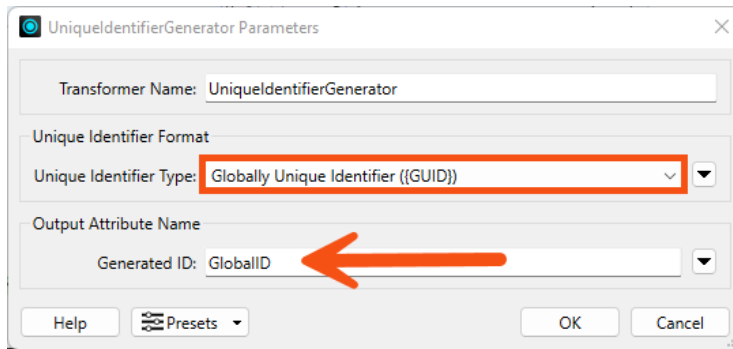 UniqueIdentifierGenerator Parameters
Transformer Name: UniqueIdentifierGenerator
Unique Identifier Format
Unique Identifier Type: Globally Unique Identifier ({GUID})
Output Attribute Name
Generated ID: GlobalID
Help Presets OK Cancel